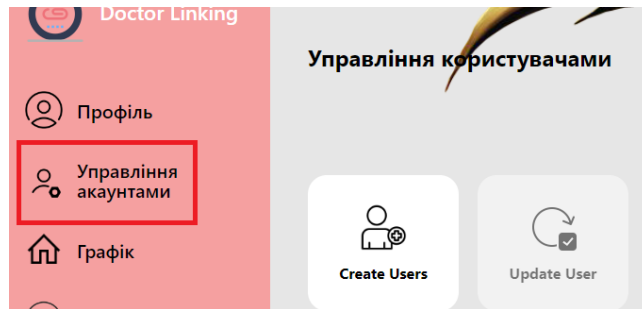 Doctor Linking
Управління користувачами
Профіль
Управління
акаунтами
Графік
Create Users
Update User